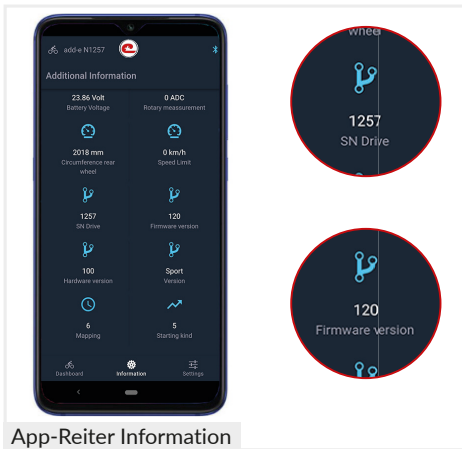 add-e N1257
Additional Information
23.86 Volt
Battery Voltage
0 ADC
Rotary meassurement
2018 mm
Circumference rear
wheel
0 km/h
Speed Limit
1257
SN Drive
120
Firmware version
100
Hardware version
Sport
Version
6
Mapping
5
Starting kind
Dashboard
Information
Settings
wheel
1257
SN Drive
120
Firmware version
App-Reiter Information